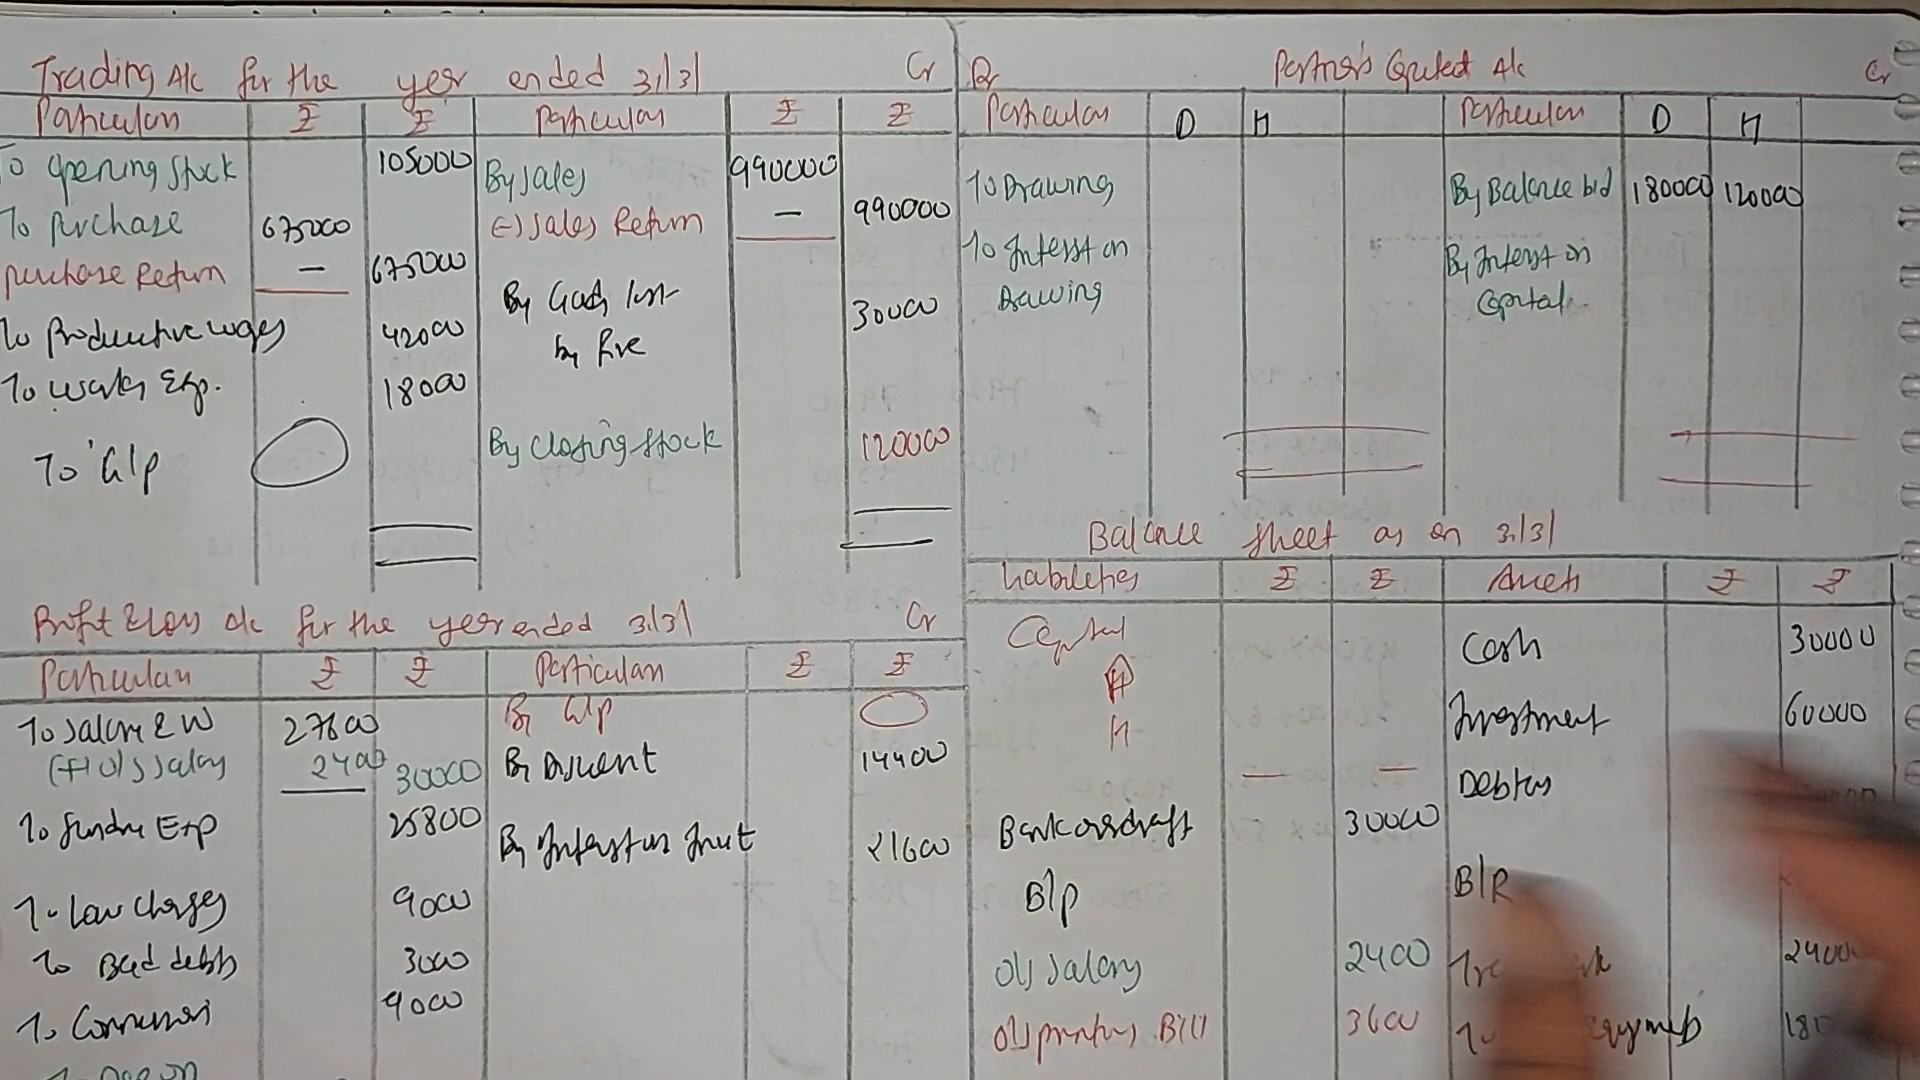 Trading A/c for the year ended 31/3/ Cr
Particulars ₹ ₹ Particulars ₹ ₹
To Opening Stock 105000 By Sales 990000
To Purchase 675000 (-) Sales Return — 990000
Purchase Return — 675000
To Productive wages 42000 By Goods lost by fire 30000
To Works Exp. 18000
To G/p By Closing Stock 120000
Profit & Loss A/c for the year ended 31/3/ Cr
Particulars ₹ ₹ Particulars ₹ ₹
To Salary & W 27600 By G/p
(+) O/s Salary 2400 30000 By Discount 14400
To Sundry Exp 25800 By Interest on Invt 21600
To Law Charges 9000
To Bad debts 3000
To Commission 9000
Dr Partner's Capital A/c Cr
Particulars D H Particulars D H
To Drawing By Balance b/d 180000 120000
To Interest on Drawing By Interest on Capital
Balance Sheet as on 31/3/
Liabilities ₹ ₹ Assets ₹ ₹
Capital Cash 30000
D
H Investment 60000
Debtors
Bank overdraft 30000
B/p B/R
O/s Salary 2400
O/s printing Bill 3600